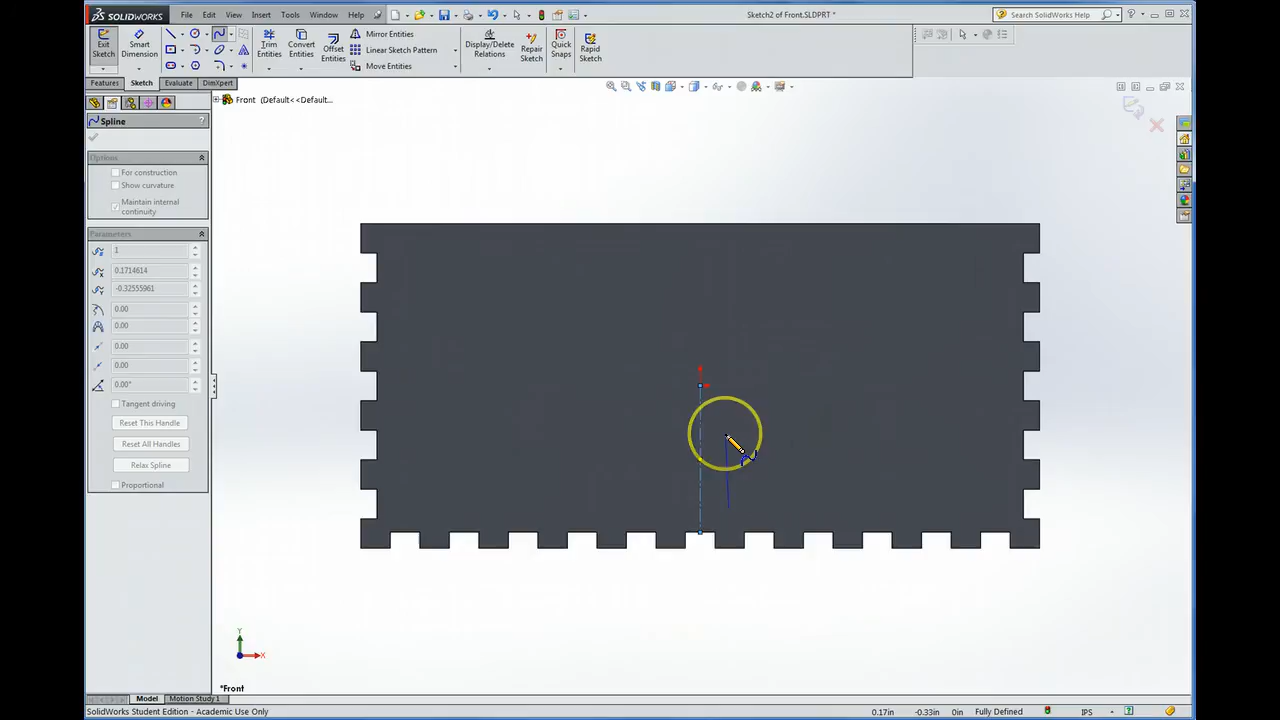 SOLIDWORKS File Edit View Insert Tools Window Help Sketch2 of Front.SLDPRT * Search SolidWorks Help
Exit Sketch Smart Dimension Trim Entities Convert Entities Offset Entities Mirror Entities Linear Sketch Pattern Move Entities Display/Delete Relations Repair Sketch Quick Snaps Rapid Sketch
Features Sketch Evaluate DimXpert
Front (Default<<Default...
Spline ?
Options
For construction
Show curvature
Maintain internal
continuity
Parameters
1
0.1714614
-0.32555961
0.00
0.00
0.00
0.00
0.00°
Tangent driving
Reset This Handle
Reset All Handles
Relax Spline
Proportional
Y
X
*Front
Model Motion Study 1
SolidWorks Student Edition - Academic Use Only 0.17in -0.33in 0in Fully Defined IPS